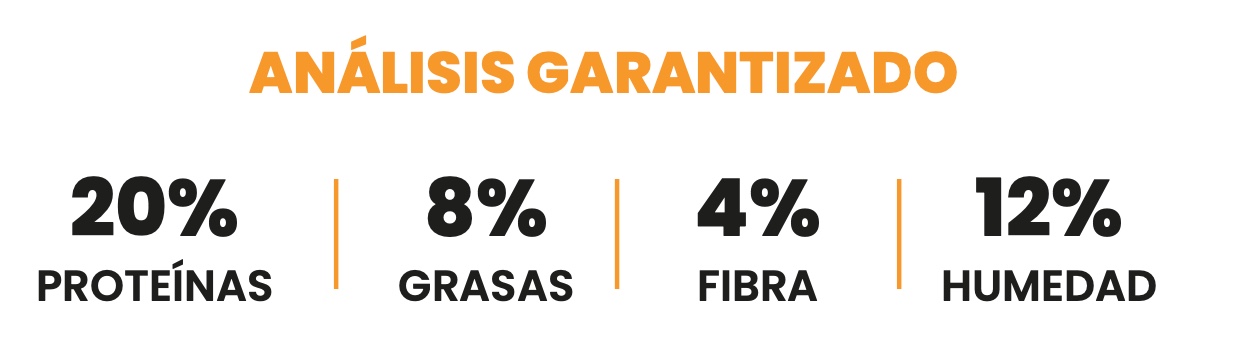 ANÁLISIS GARANTIZADO
20% 8% 4% 12%
PROTEÍNAS GRASAS FIBRA HUMEDAD